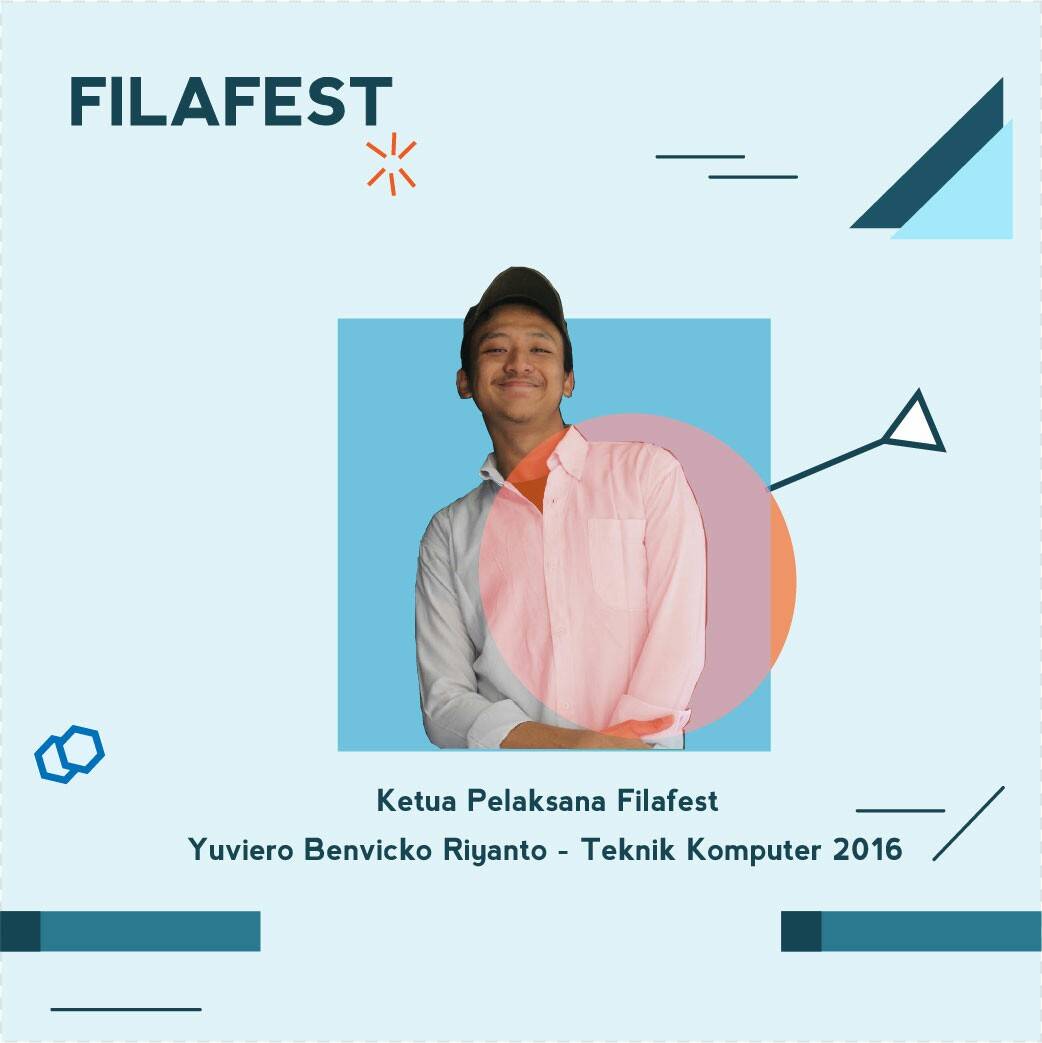 FILAFEST
Ketua Pelaksana Filafest
Yuviero Benvicko Riyanto - Teknik Komputer 2016